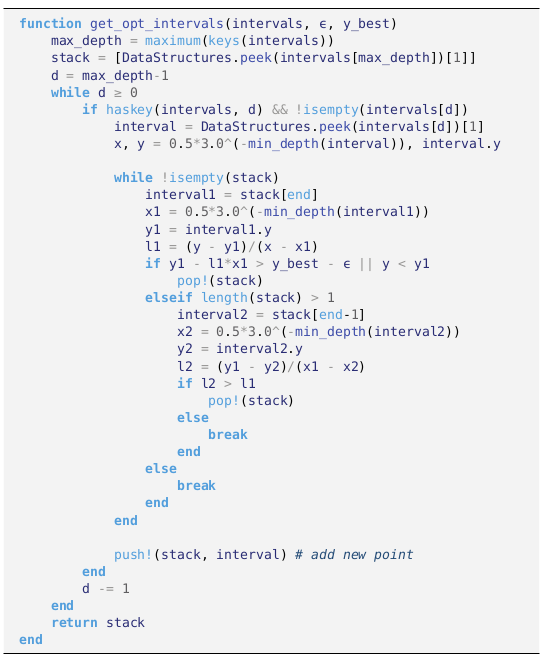 function get_opt_intervals(intervals, ϵ, y_best)
    max_depth = maximum(keys(intervals))
    stack = [DataStructures.peek(intervals[max_depth])[1]]
    d = max_depth-1
    while d ≥ 0
        if haskey(intervals, d) && !isempty(intervals[d])
            interval = DataStructures.peek(intervals[d])[1]
            x, y = 0.5*3.0^(-min_depth(interval)), interval.y

            while !isempty(stack)
                interval1 = stack[end]
                x1 = 0.5*3.0^(-min_depth(interval1))
                y1 = interval1.y
                l1 = (y - y1)/(x - x1)
                if y1 - l1*x1 > y_best - ϵ || y < y1
                    pop!(stack)
                elseif length(stack) > 1
                    interval2 = stack[end-1]
                    x2 = 0.5*3.0^(-min_depth(interval2))
                    y2 = interval2.y
                    l2 = (y1 - y2)/(x1 - x2)
                    if l2 > l1
                        pop!(stack)
                    else
                        break
                    end
                else
                    break
                end
            end

            push!(stack, interval) # add new point
        end
        d -= 1
    end
    return stack
end